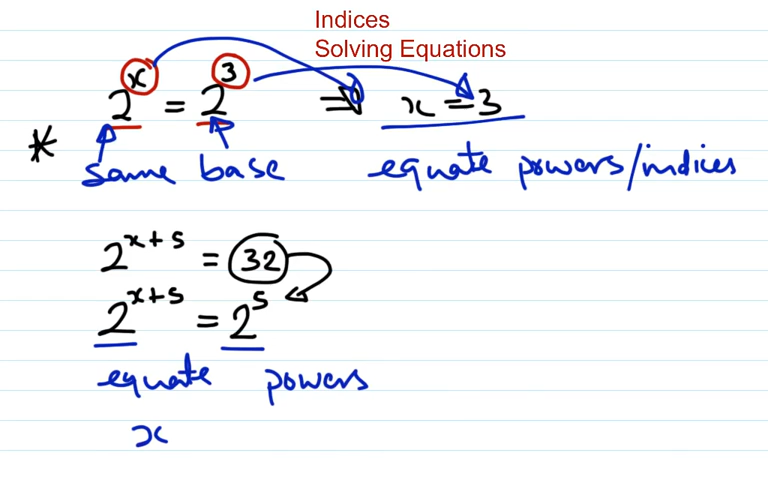 Indices
Solving Equations
2^x = 2^3 ⇒ x = 3
* same base equate powers/indices
2^{x+5} = 32
2^{x+5} = 2^5
equate powers
x